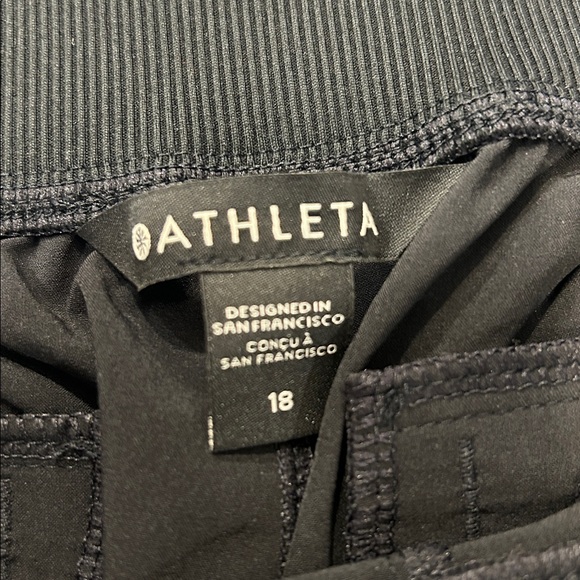 ATHLETA
DESIGNED IN
SAN FRANCISCO
CONÇU À
SAN FRANCISCO
18